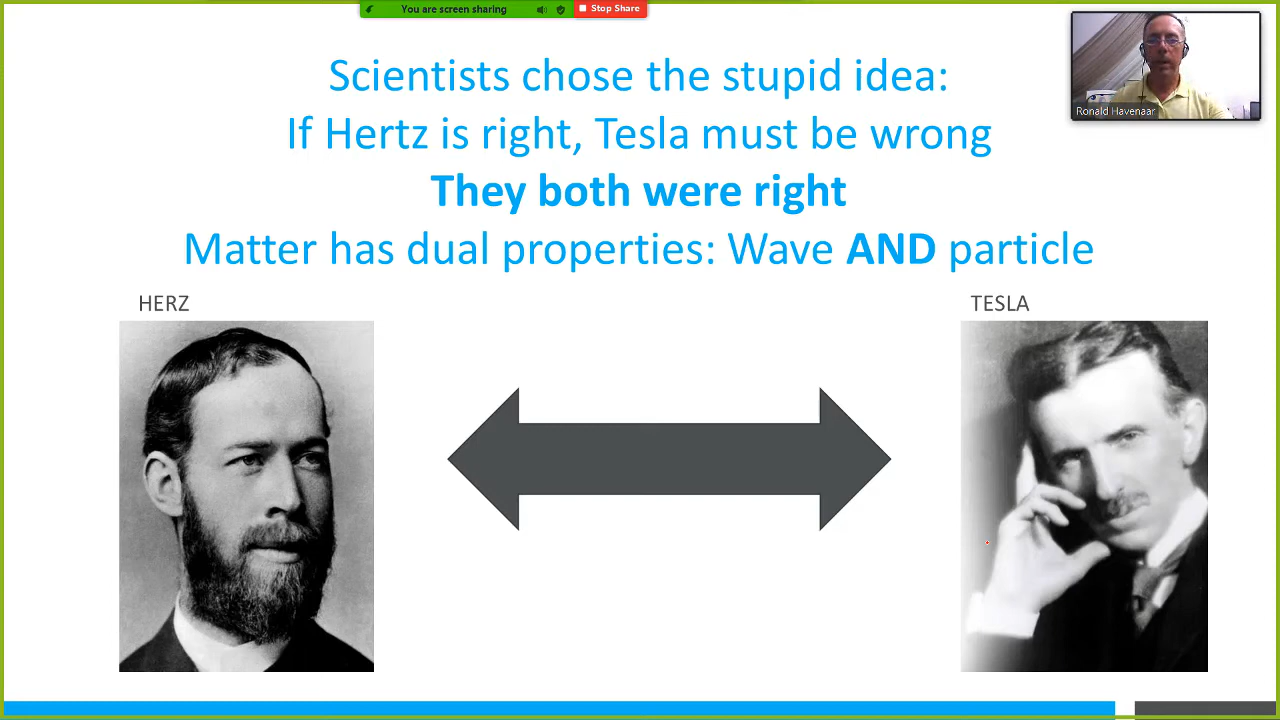 You are screen sharing
Stop Share
Scientists chose the stupid idea:
If Hertz is right, Tesla must be wrong
They both were right
Matter has dual properties: Wave AND particle
Ronald Havenaar
HERZ
TESLA